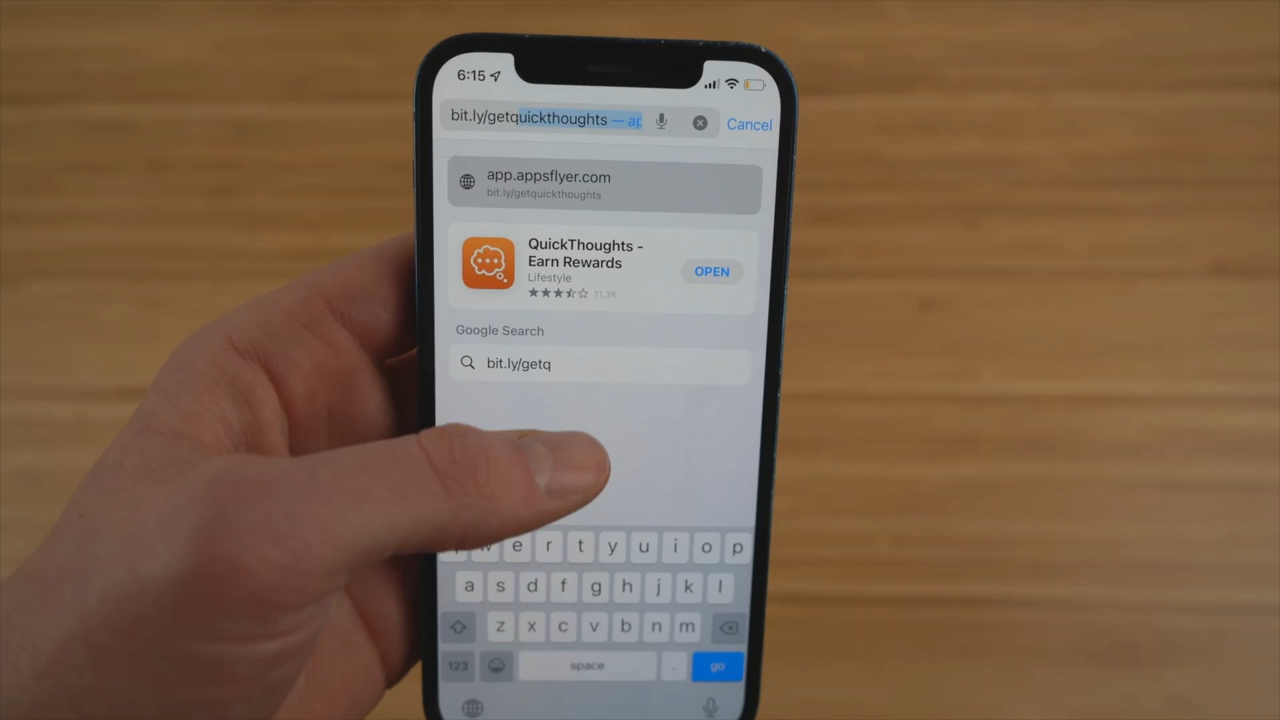 6:15
bit.ly/getquickthoughts — ap
Cancel
app.appsflyer.com
bit.ly/getquickthoughts
QuickThoughts -
Earn Rewards
Lifestyle
11.3K
OPEN
Google Search
bit.ly/getq
w e r t y u i o p
a s d f g h j k l
z x c v b n m
123 space . go